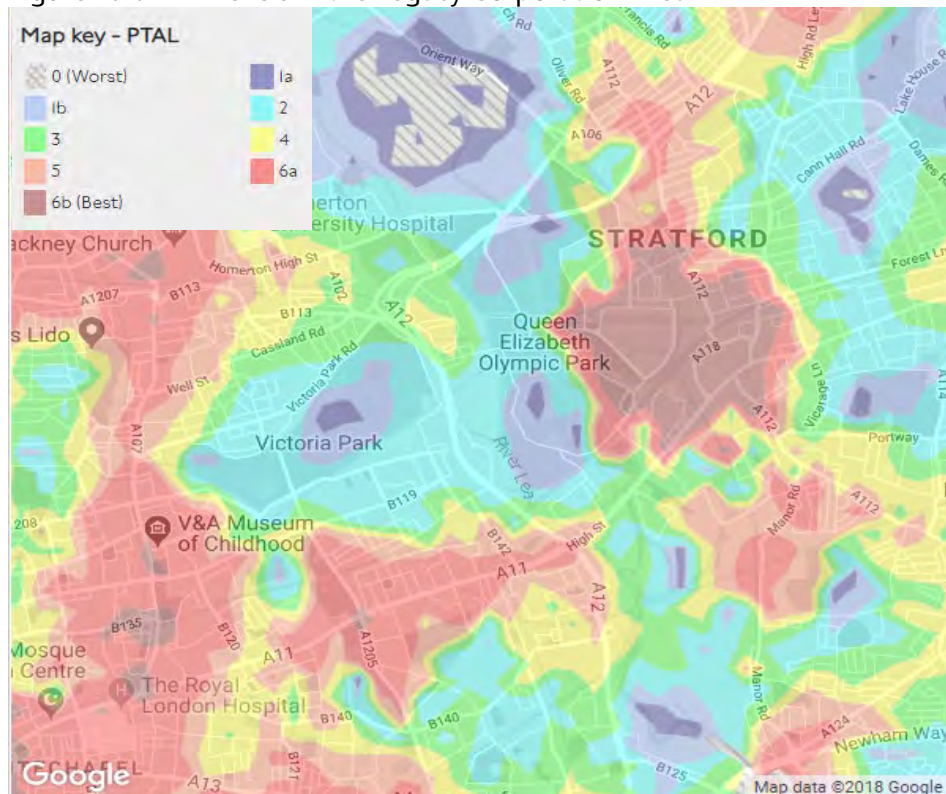 Map key - PTAL
0 (Worst)
1a
1b
2
3
4
5
6a
6b (Best)
Orient Way
Oliver Rd
A112
A12
High Rd Le
Lake House R
A106
Cann Hall Rd
Dames R
erton
ersity Hospital
ackney Church
Homerton High St
STRATFORD
Forest Ln
A1207
B113
A102
A12
A112
s Lido
B113
Cassland Rd
Queen
Elizabeth
Olympic Park
A118
Well St
Victoria Park Rd
Vicarage Ln
A114
A107
A112
Victoria Park
River Lea
Portway
B119
208
V&A Museum
of Childhood
B142
High St
Manor Rd
A112
A11
A12
B135
B120
A1205
Mosque
Centre
A11
The Royal
London Hospital
Manor Rd
B140
B140
A124
Newham Way
B121
B125
Google
A13
Map data ©2018 Google